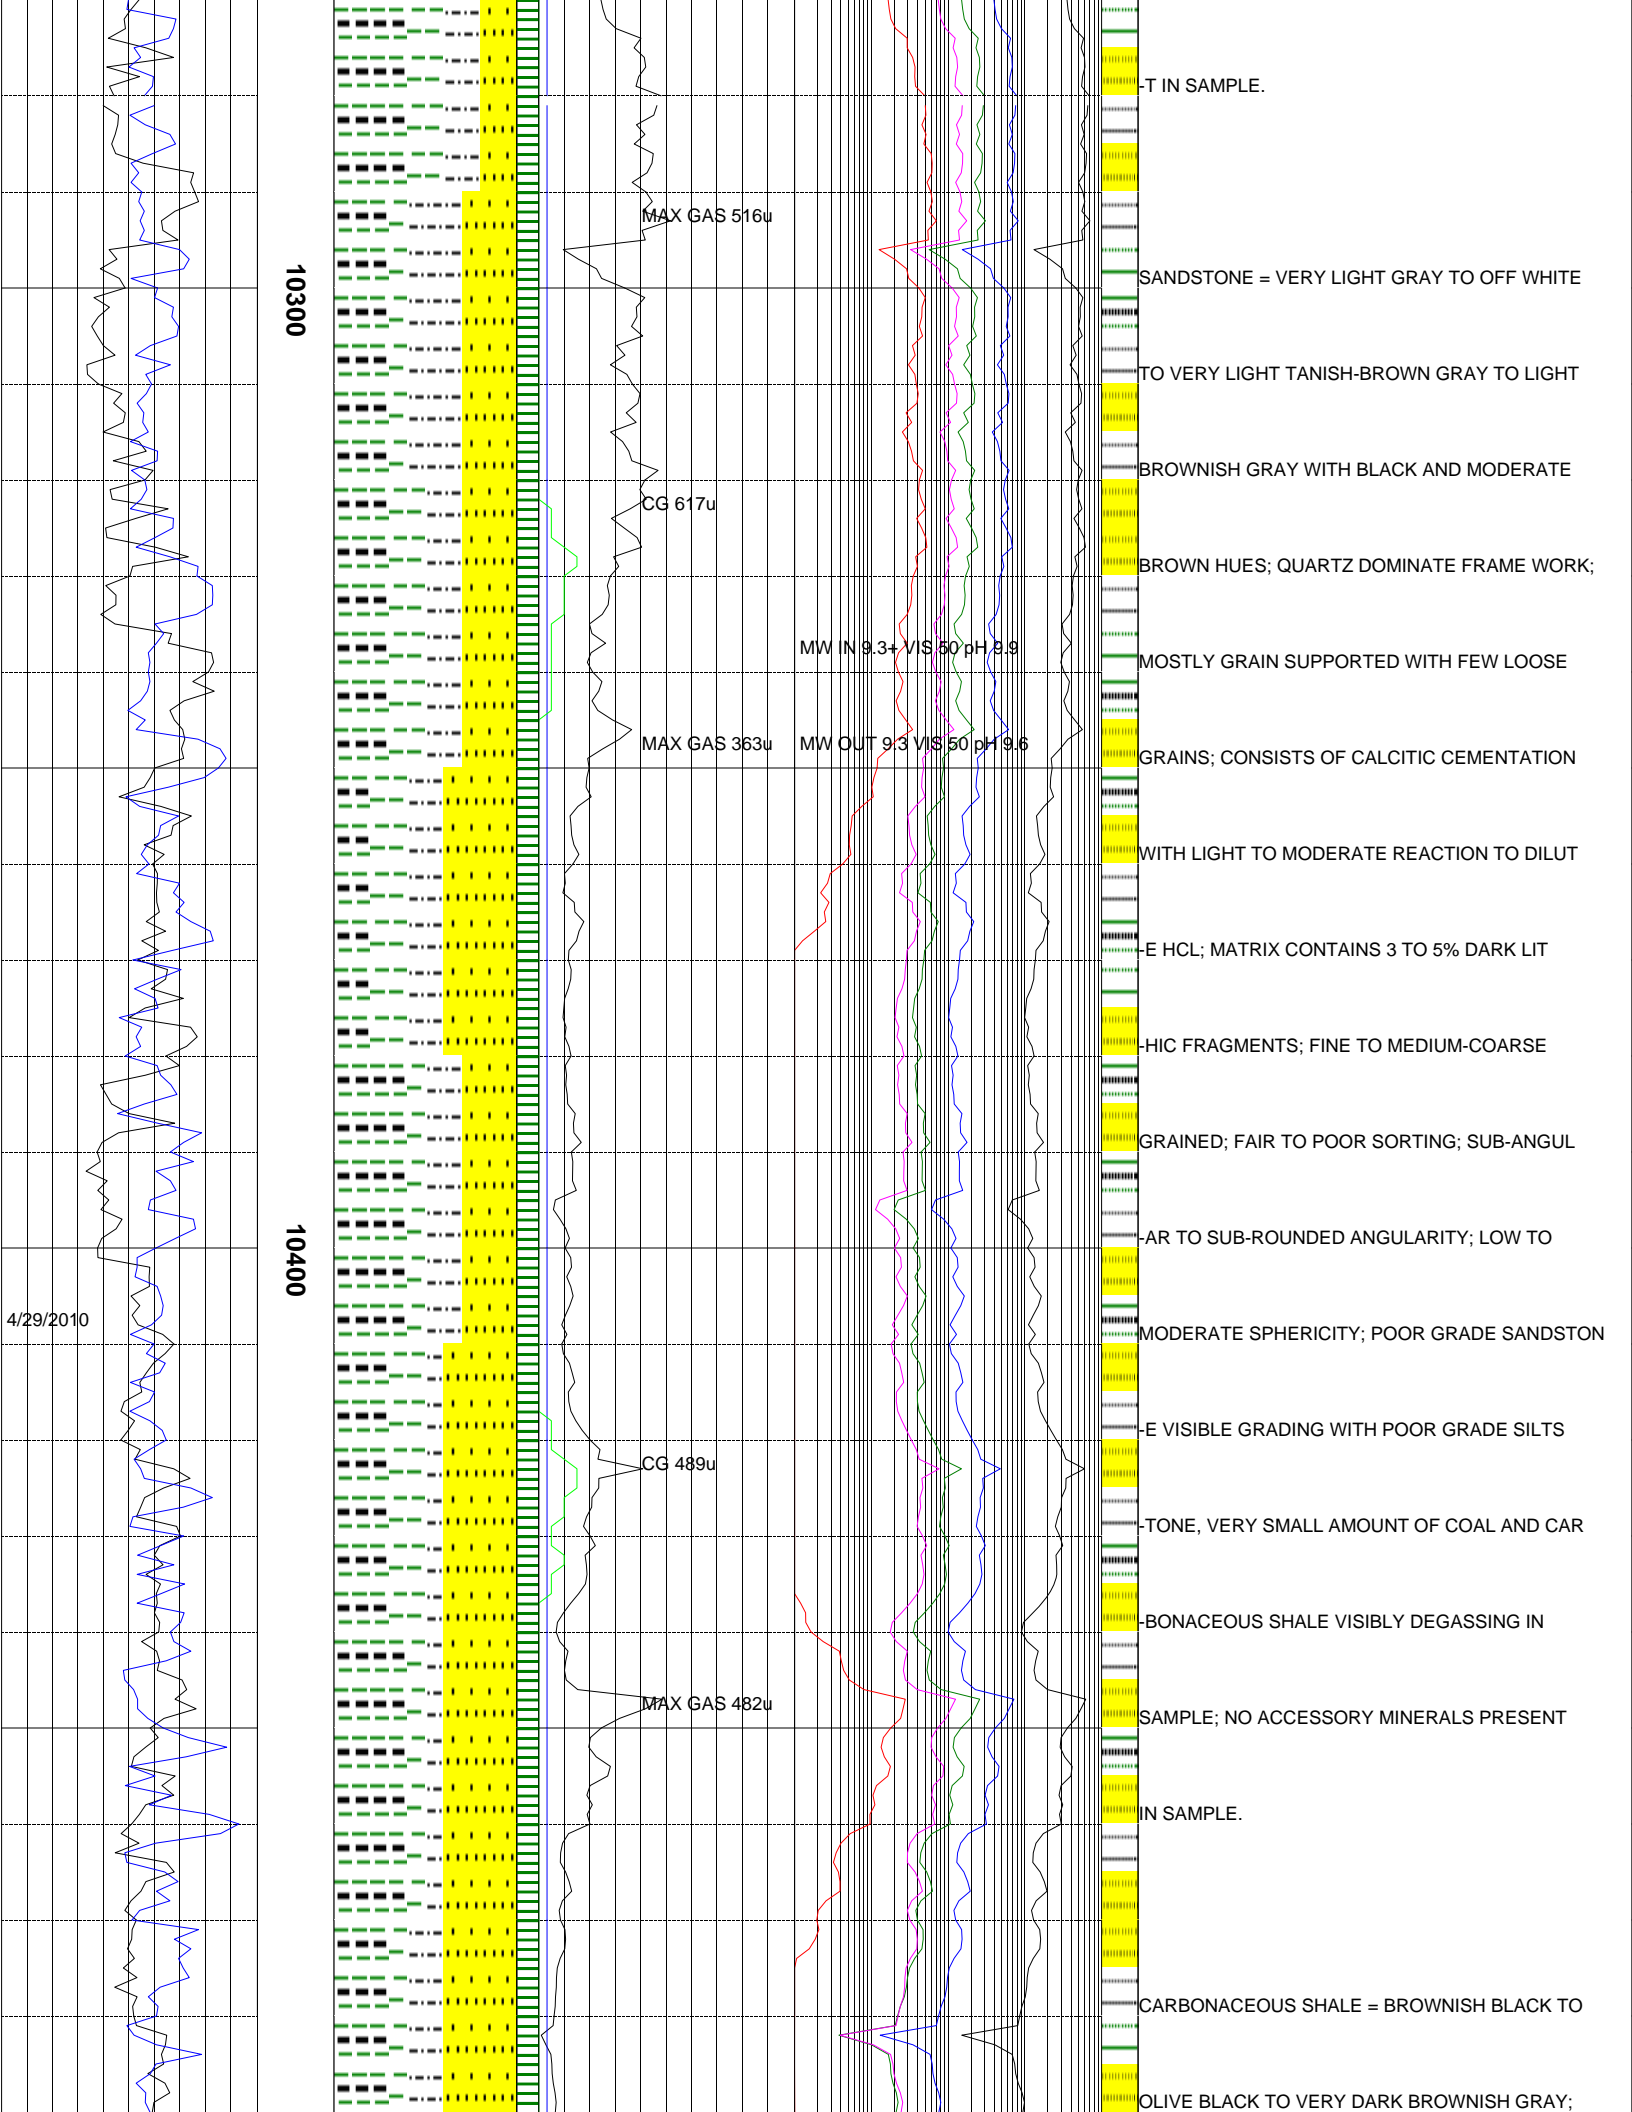 -T IN SAMPLE.
MAX GAS 516u
10300
SANDSTONE = VERY LIGHT GRAY TO OFF WHITE
TO VERY LIGHT TANISH-BROWN GRAY TO LIGHT
BROWNISH GRAY WITH BLACK AND MODERATE
CG 617u
BROWN HUES; QUARTZ DOMINATE FRAME WORK;
MW IN 9.3+ VIS 50 pH 9.9
MOSTLY GRAIN SUPPORTED WITH FEW LOOSE
MAX GAS 363u
MW OUT 9.3 VIS 50 pH 9.6
GRAINS; CONSISTS OF CALCITIC CEMENTATION
WITH LIGHT TO MODERATE REACTION TO DILUT
-E HCL; MATRIX CONTAINS 3 TO 5% DARK LIT
-HIC FRAGMENTS; FINE TO MEDIUM-COARSE
GRAINED; FAIR TO POOR SORTING; SUB-ANGUL
-AR TO SUB-ROUNDED ANGULARITY; LOW TO
10400
4/29/2010
MODERATE SPHERICITY; POOR GRADE SANDSTON
-E VISIBLE GRADING WITH POOR GRADE SILTS
CG 489u
-TONE, VERY SMALL AMOUNT OF COAL AND CAR
-BONACEOUS SHALE VISIBLY DEGASSING IN
MAX GAS 482u
SAMPLE; NO ACCESSORY MINERALS PRESENT
IN SAMPLE.
CARBONACEOUS SHALE = BROWNISH BLACK TO
OLIVE BLACK TO VERY DARK BROWNISH GRAY;